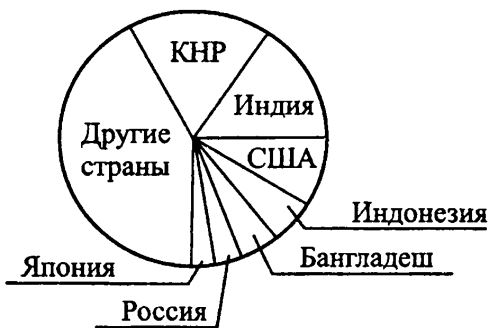 КНР
Индия
Другие
страны
США
Индонезия
Бангладеш
Япония
Россия